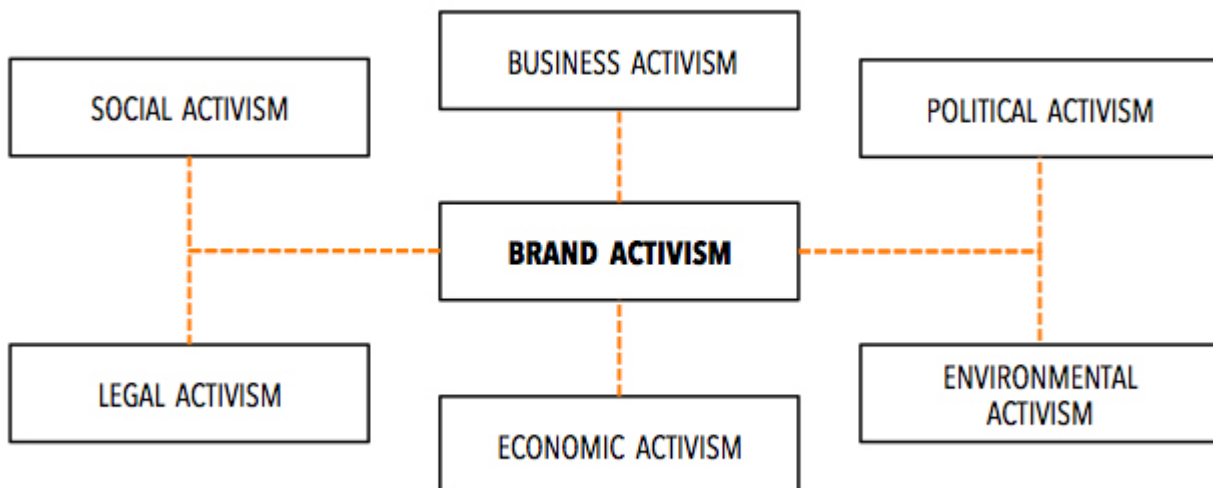 BUSINESS ACTIVISM
SOCIAL ACTIVISM
POLITICAL ACTIVISM
BRAND ACTIVISM
LEGAL ACTIVISM
ENVIRONMENTAL
ACTIVISM
ECONOMIC ACTIVISM